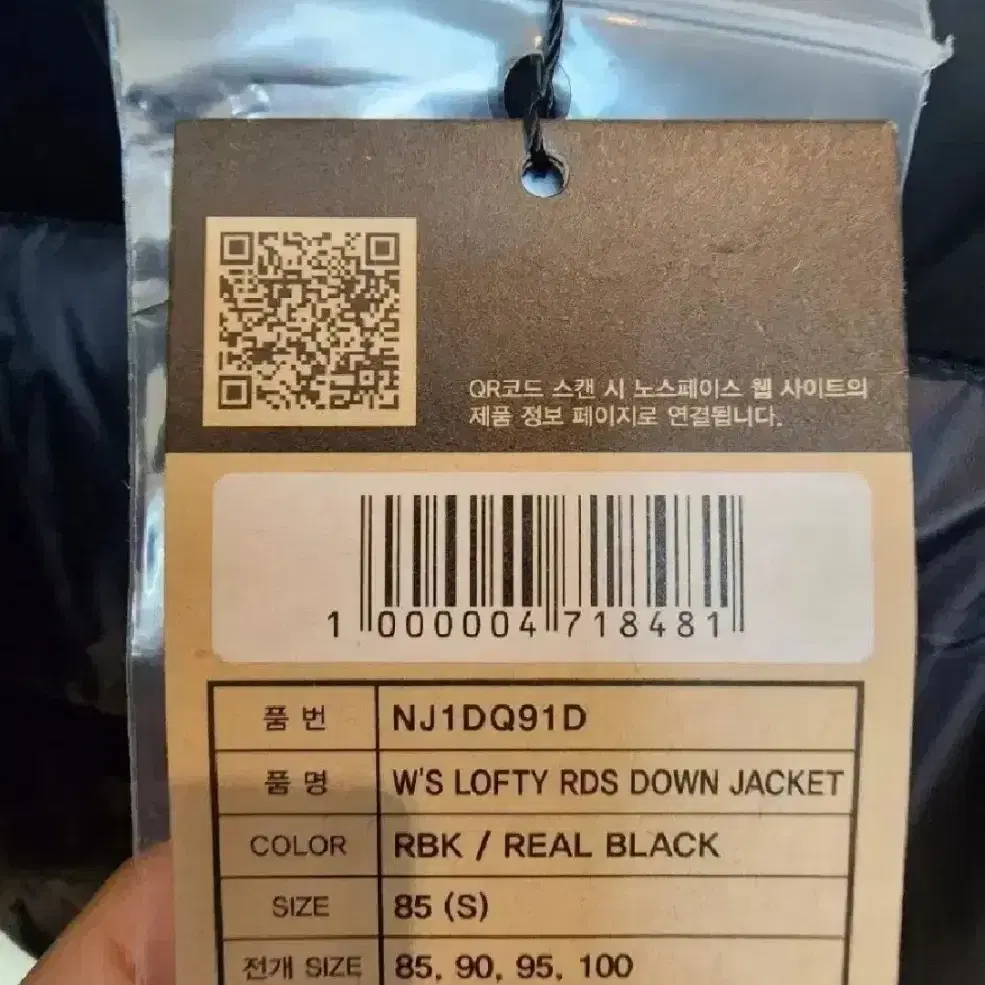 QR코드 스캔 시 노스페이스 웹 사이트의
제품 정보 페이지로 연결됩니다.
1 000004 718481
품 번 NJ1DQ91D
품 명 W'S LOFTY RDS DOWN JACKET
COLOR RBK / REAL BLACK
SIZE 85 (S)
전개 SIZE 85, 90, 95, 100